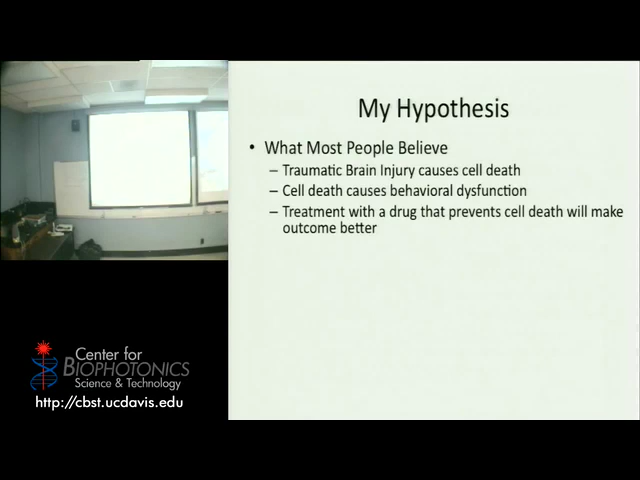 My Hypothesis
• What Most People Believe
– Traumatic Brain Injury causes cell death
– Cell death causes behavioral dysfunction
– Treatment with a drug that prevents cell death will make
outcome better
Center for
BIOPHOTONICS
Science & Technology
http://cbst.ucdavis.edu